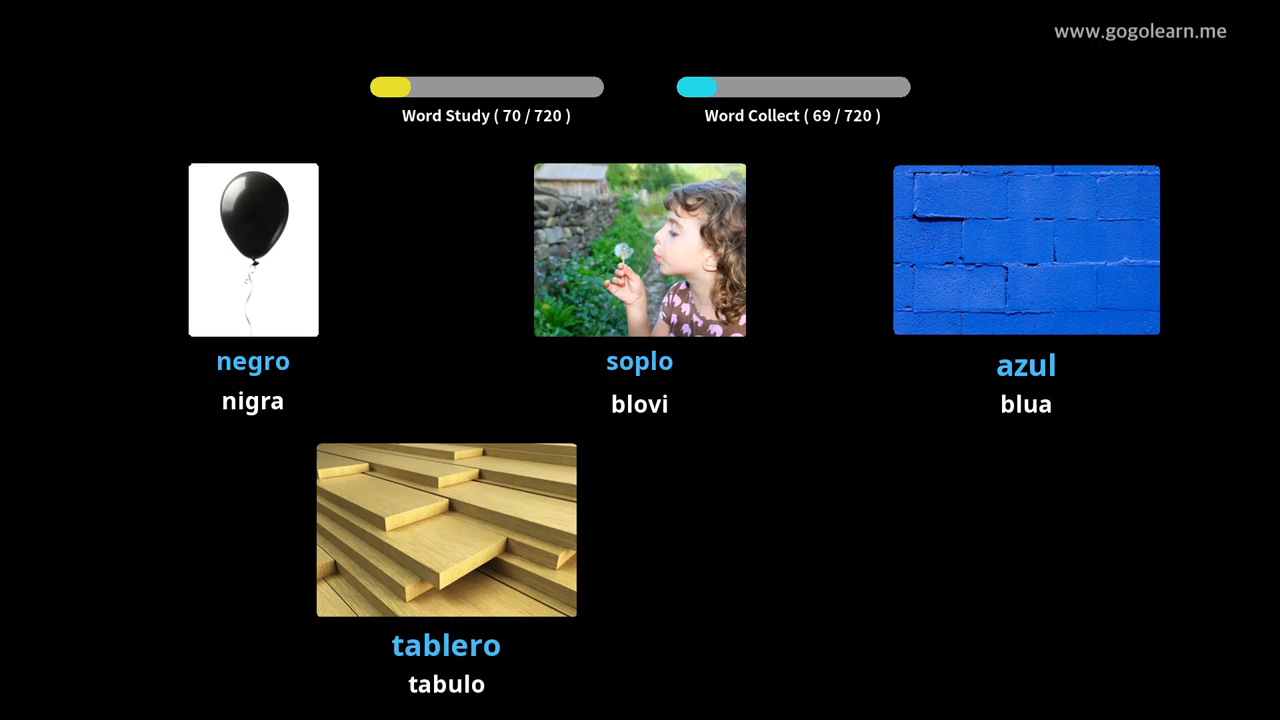 www.gogolearn.me
Word Study ( 70 / 720 )
Word Collect ( 69 / 720 )
negro
nigra
soplo
blovi
azul
blua
tablero
tabulo